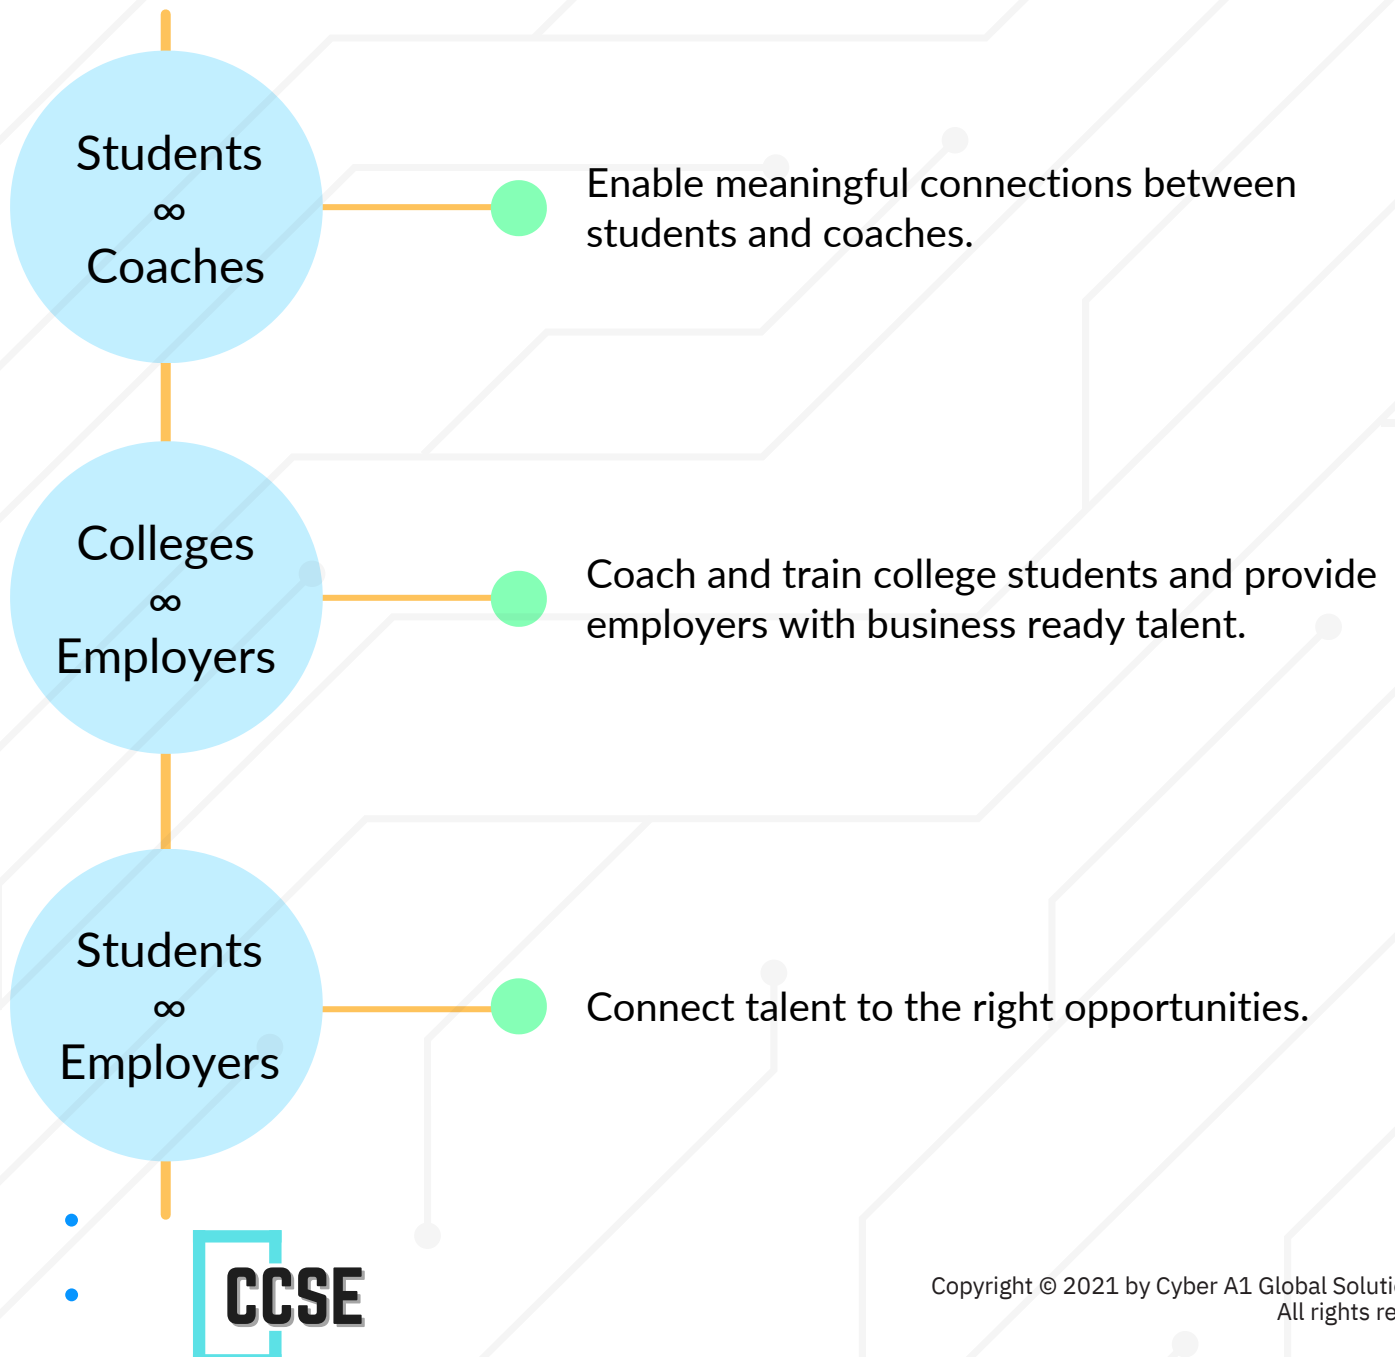 Students
∞
Coaches
Enable meaningful connections between
students and coaches.
Colleges
∞
Employers
Coach and train college students and provide
employers with business ready talent.
Students
∞
Employers
Connect talent to the right opportunities.
CCSE
Copyright © 2021 by Cyber A1 Global
All rights